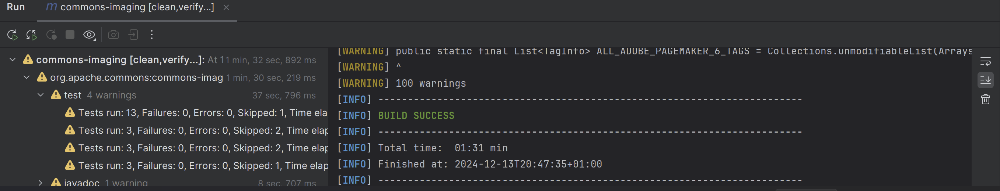 Run m commons-imaging [clean,verify...] ×
commons-imaging [clean,verify...]: At 11 min, 32 sec, 892 ms
org.apache.commons:commons-imag 1 min, 30 sec, 219 ms
test 4 warnings 37 sec, 796 ms
Tests run: 13, Failures: 0, Errors: 0, Skipped: 1, Time ela
Tests run: 3, Failures: 0, Errors: 0, Skipped: 2, Time elap
Tests run: 3, Failures: 0, Errors: 0, Skipped: 2, Time elap
Tests run: 3, Failures: 0, Errors: 0, Skipped: 1, Time elap
javadoc 1 warning 8 sec, 707 ms
[WARNING] public static final List<TagInfo> ALL_ADOBE_PAGEMAKER_6_TAGS = Collections.unmodifiableList(Arrays
[WARNING] ^
[WARNING] 100 warnings
[INFO] ------------------------------------------------------------------------
[INFO] BUILD SUCCESS
[INFO] ------------------------------------------------------------------------
[INFO] Total time:  01:31 min
[INFO] Finished at: 2024-12-13T20:47:35+01:00
[INFO] ------------------------------------------------------------------------